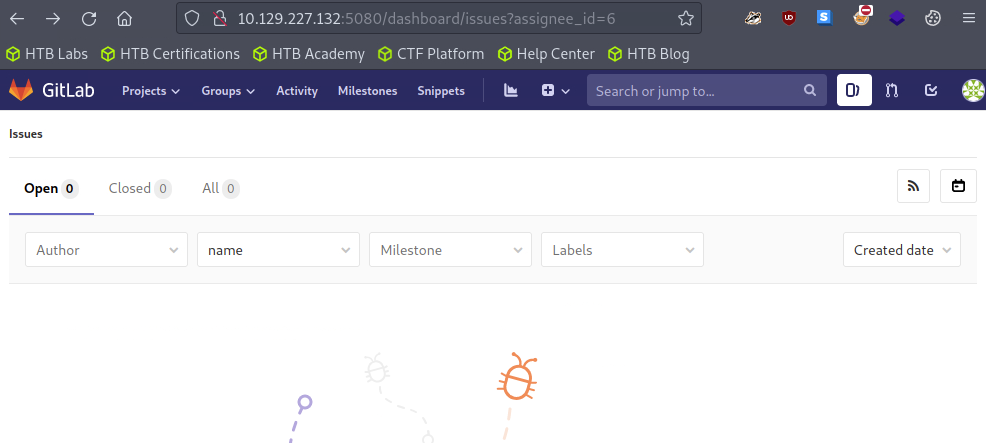 10.129.227.132:5080/dashboard/issues?assignee_id=6
HTB Labs HTB Certifications HTB Academy CTF Platform Help Center HTB Blog
GitLab Projects Groups Activity Milestones Snippets Search or jump to...
Issues
Open 0 Closed 0 All 0
Author name Milestone Labels Created date